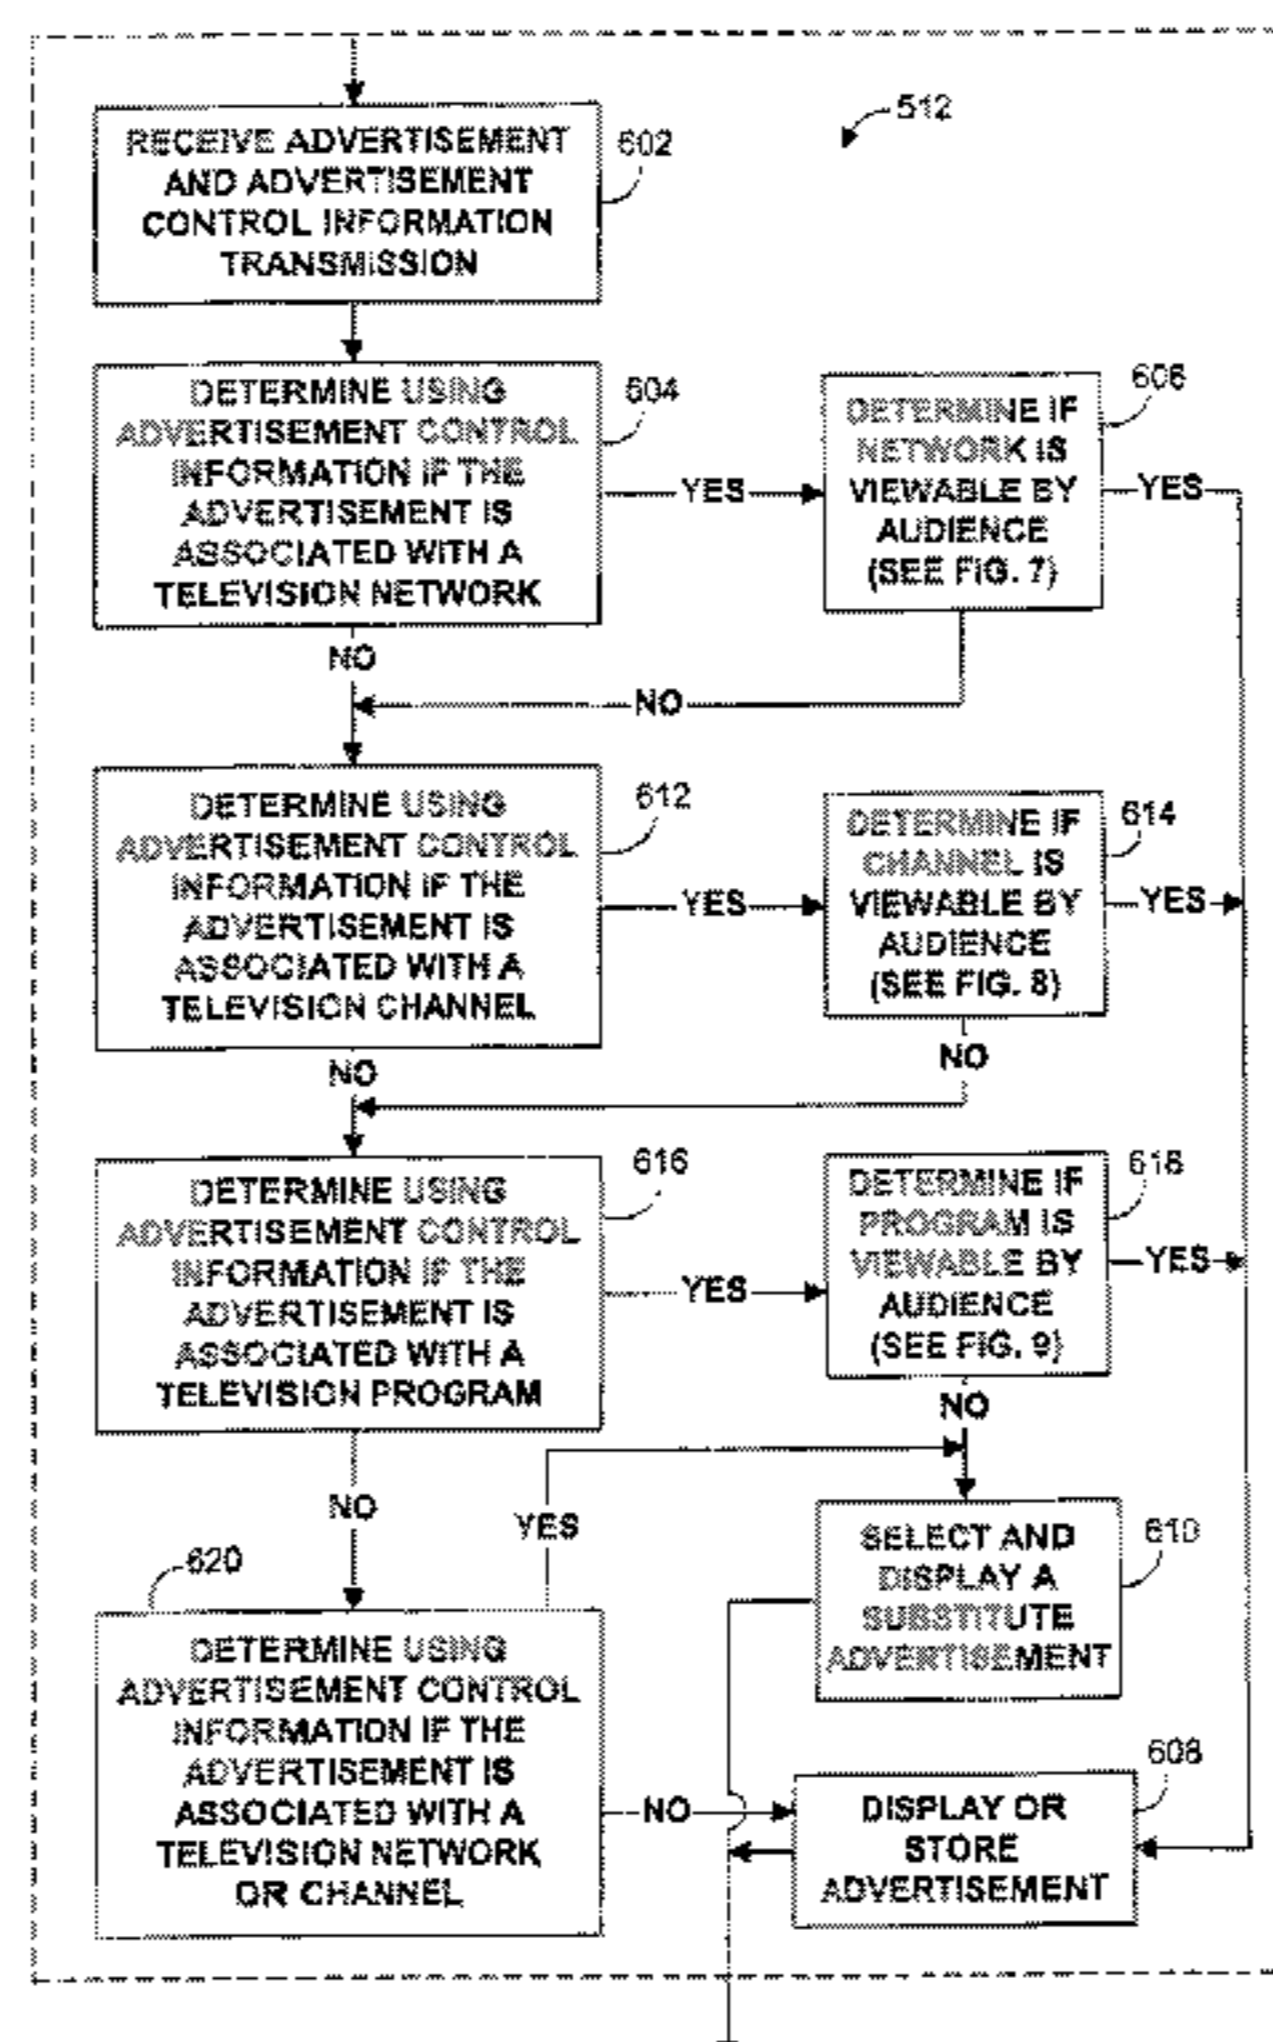 512
RECEIVE ADVERTISEMENT
AND ADVERTISEMENT
CONTROL INFORMATION
TRANSMISSION
602
DETERMINE USING
ADVERTISEMENT CONTROL
INFORMATION IF THE
ADVERTISEMENT IS
ASSOCIATED WITH A
TELEVISION NETWORK
604
YES
DETERMINE IF
NETWORK IS
VIEWABLE BY
AUDIENCE
(SEE FIG. 7)
606
YES
NO
NO
DETERMINE USING
ADVERTISEMENT CONTROL
INFORMATION IF THE
ADVERTISEMENT IS
ASSOCIATED WITH A
TELEVISION CHANNEL
612
YES
DETERMINE IF
CHANNEL IS
VIEWABLE BY
AUDIENCE
(SEE FIG. 8)
614
YES
NO
NO
DETERMINE USING
ADVERTISEMENT CONTROL
INFORMATION IF THE
ADVERTISEMENT IS
ASSOCIATED WITH A
TELEVISION PROGRAM
616
YES
DETERMINE IF
PROGRAM IS
VIEWABLE BY
AUDIENCE
(SEE FIG. 9)
618
YES
NO
NO
YES
SELECT AND
DISPLAY A
SUBSTITUTE
ADVERTISEMENT
610
620
DETERMINE USING
ADVERTISEMENT CONTROL
INFORMATION IF THE
ADVERTISEMENT IS
ASSOCIATED WITH A
TELEVISION NETWORK
OR CHANNEL
NO
DISPLAY OR
STORE
ADVERTISEMENT
608